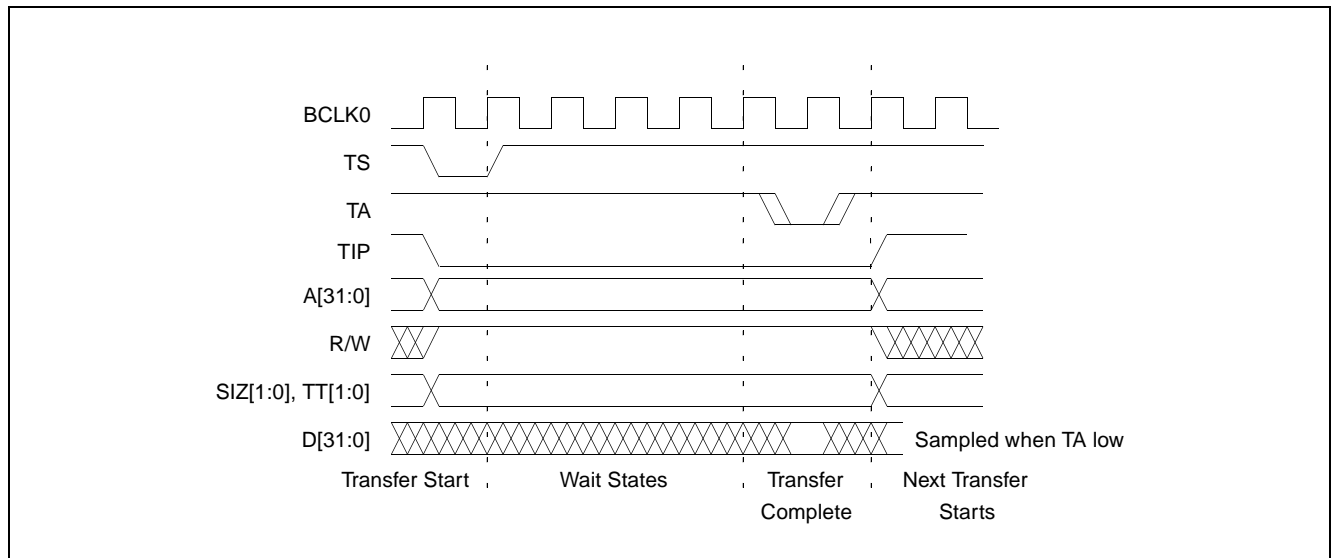 BCLK0
TS
TA
TIP
A[31:0]
R/W
SIZ[1:0], TT[1:0]
D[31:0]
Sampled when TA low
Transfer Start
Wait States
Transfer
Complete
Next Transfer
Starts